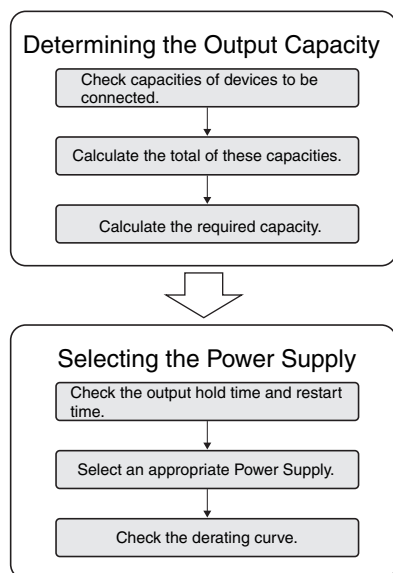 Determining the Output Capacity
Check capacities of devices to be
connected.
Calculate the total of these capacities.
Calculate the required capacity.
Selecting the Power Supply
Check the output hold time and restart
time.
Select an appropriate Power Supply.
Check the derating curve.